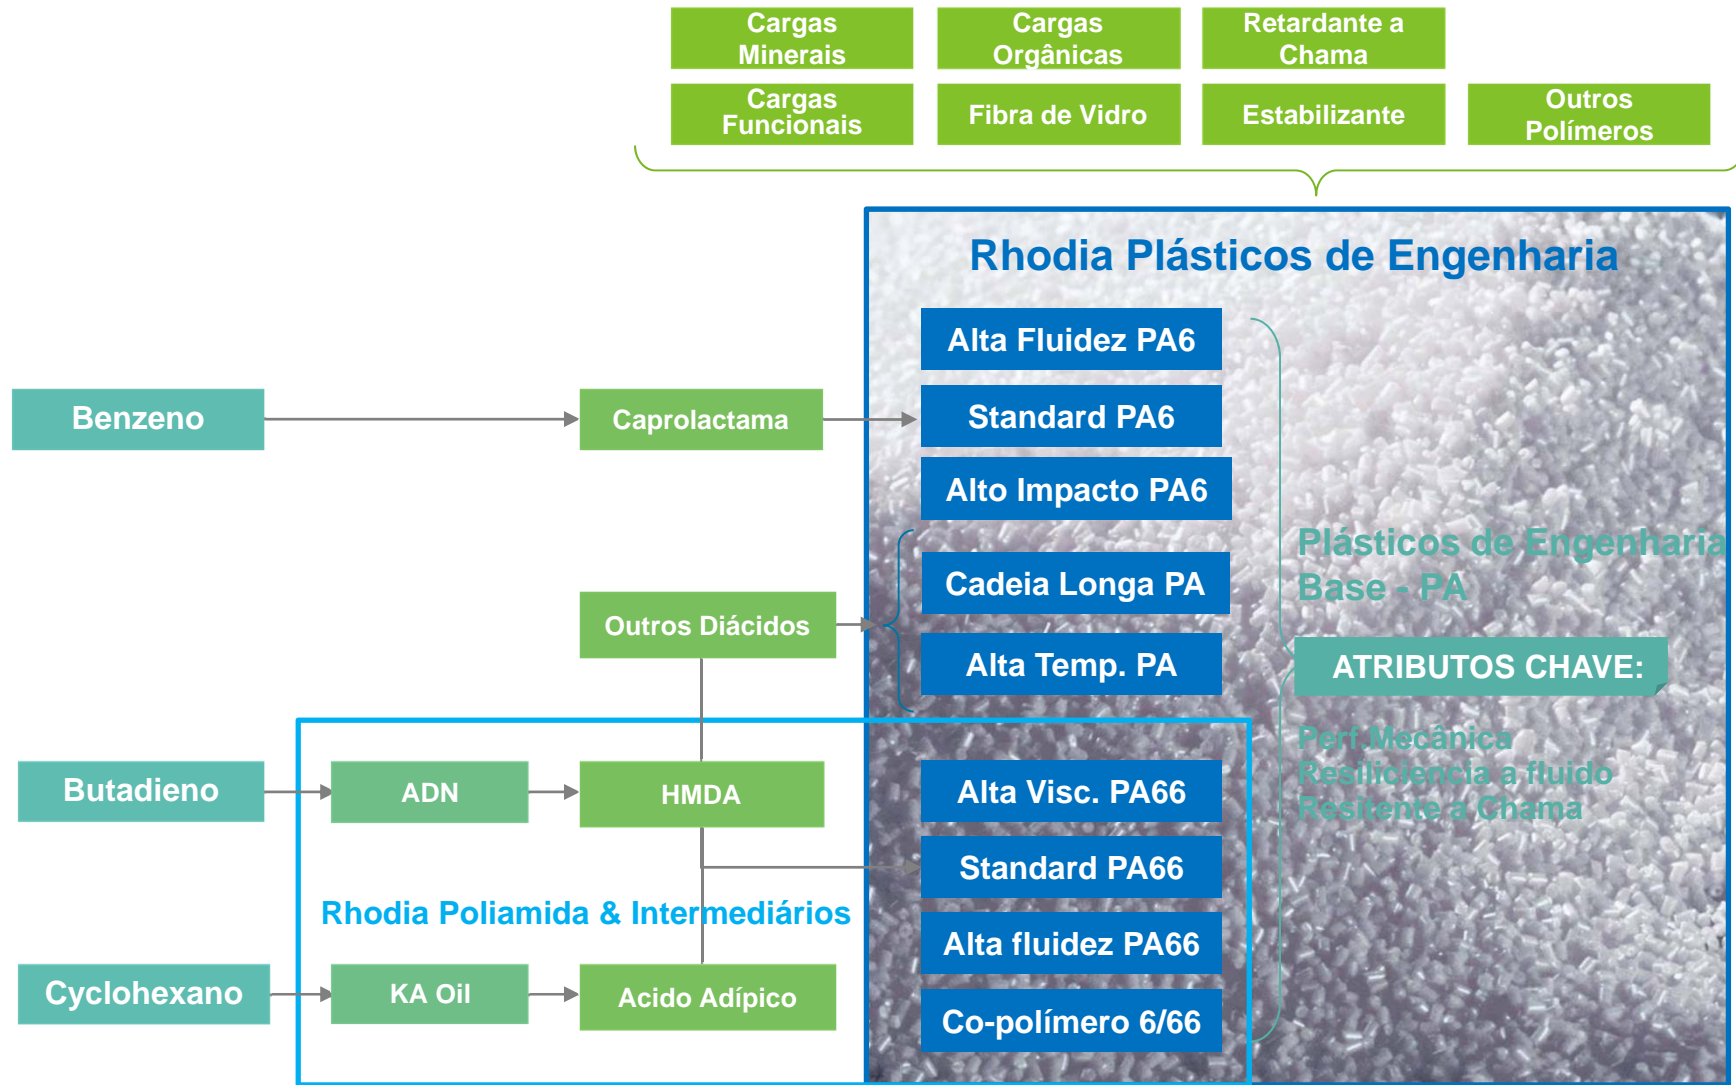 Cargas
Minerais
Cargas
Orgânicas
Retardante a
Chama
Cargas
Funcionais
Fibra de Vidro
Estabilizante
Outros
Polímeros
Rhodia Plásticos de Engenharia
Alta Fluidez PA6
Benzeno
Caprolactama
Standard PA6
Alto Impacto PA6
Plásticos de Engenharia
Base - PA
Cadeia Longa PA
Outros Diácidos
Alta Temp. PA
ATRIBUTOS CHAVE:
Perf.Mecânica
Resiliciencia a fluido
Resitente a Chama
Butadieno
ADN
HMDA
Alta Visc. PA66
Standard PA66
Rhodia Poliamida & Intermediários
Alta fluidez PA66
Cyclohexano
KA Oil
Acido Adípico
Co-polímero 6/66